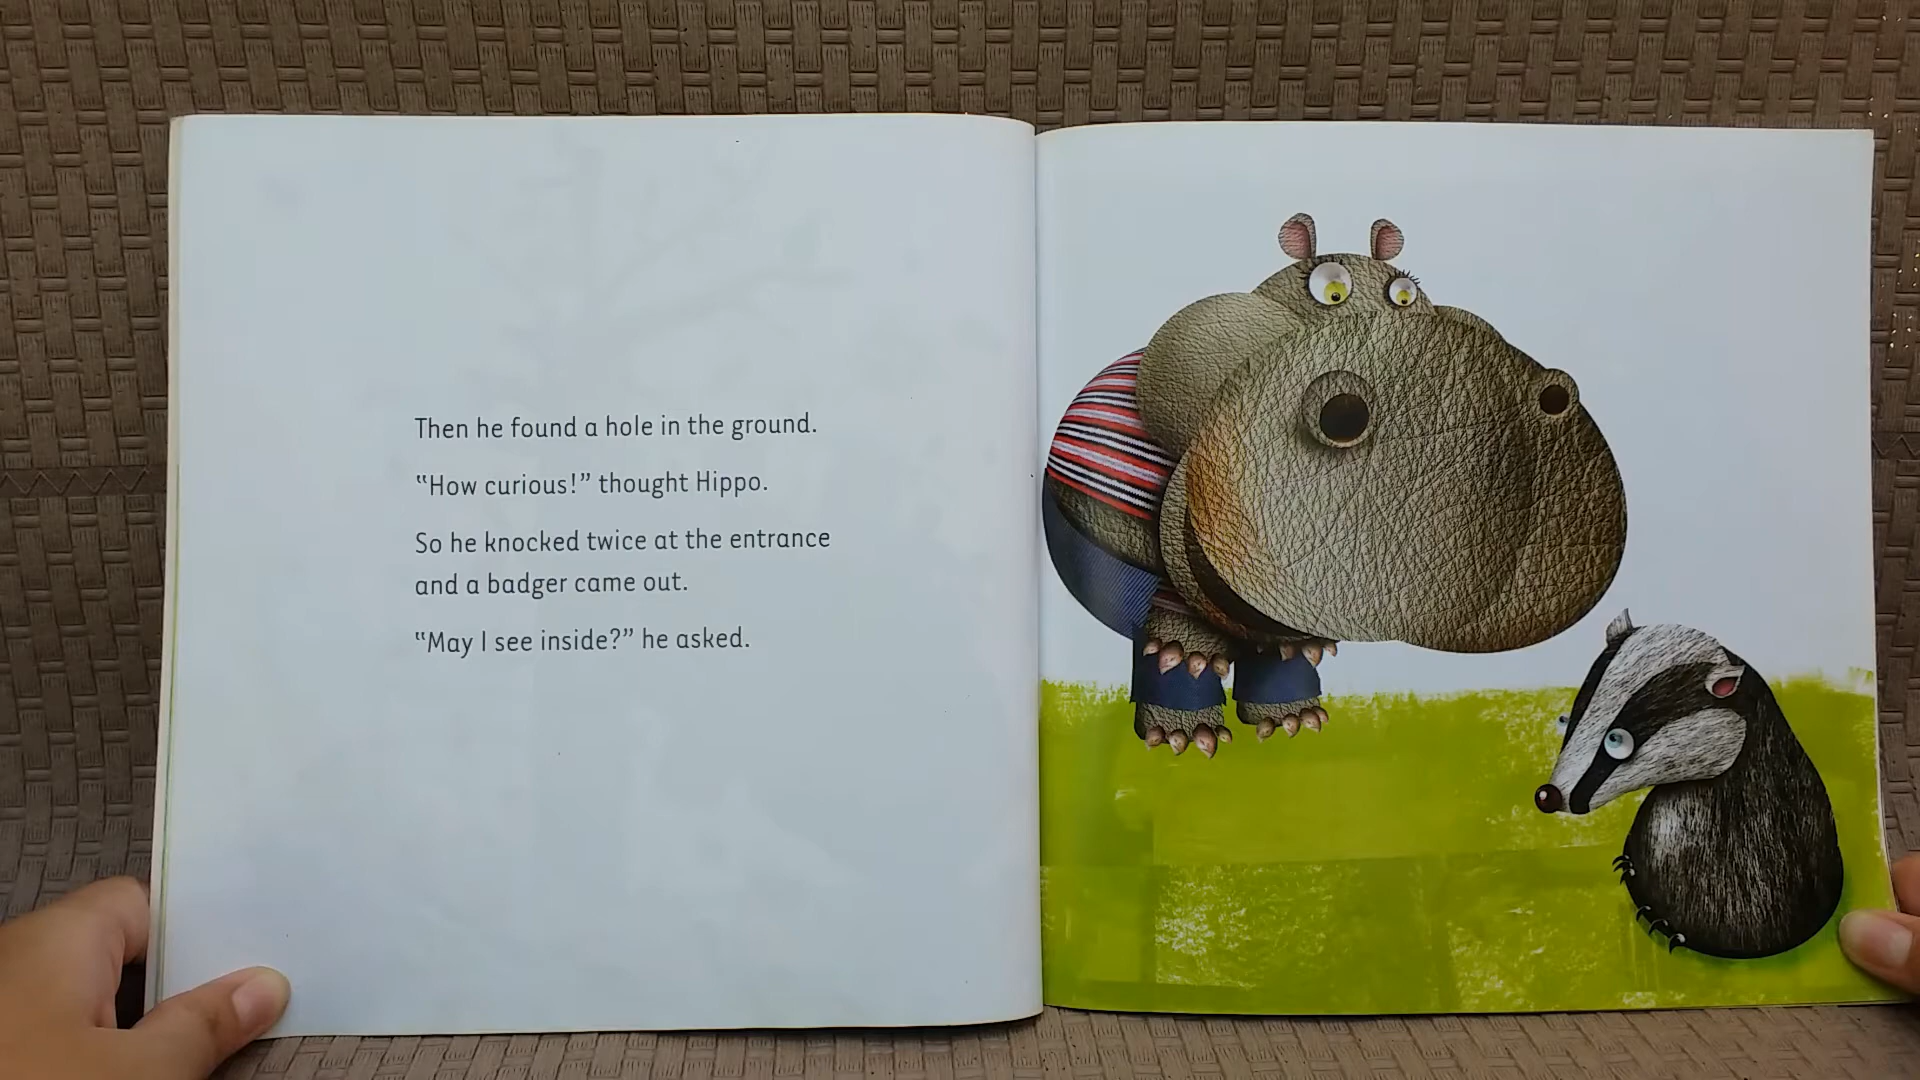 Then he found a hole in the ground.
“How curious!” thought Hippo.
So he knocked twice at the entrance
and a badger came out.
“May I see inside?” he asked.